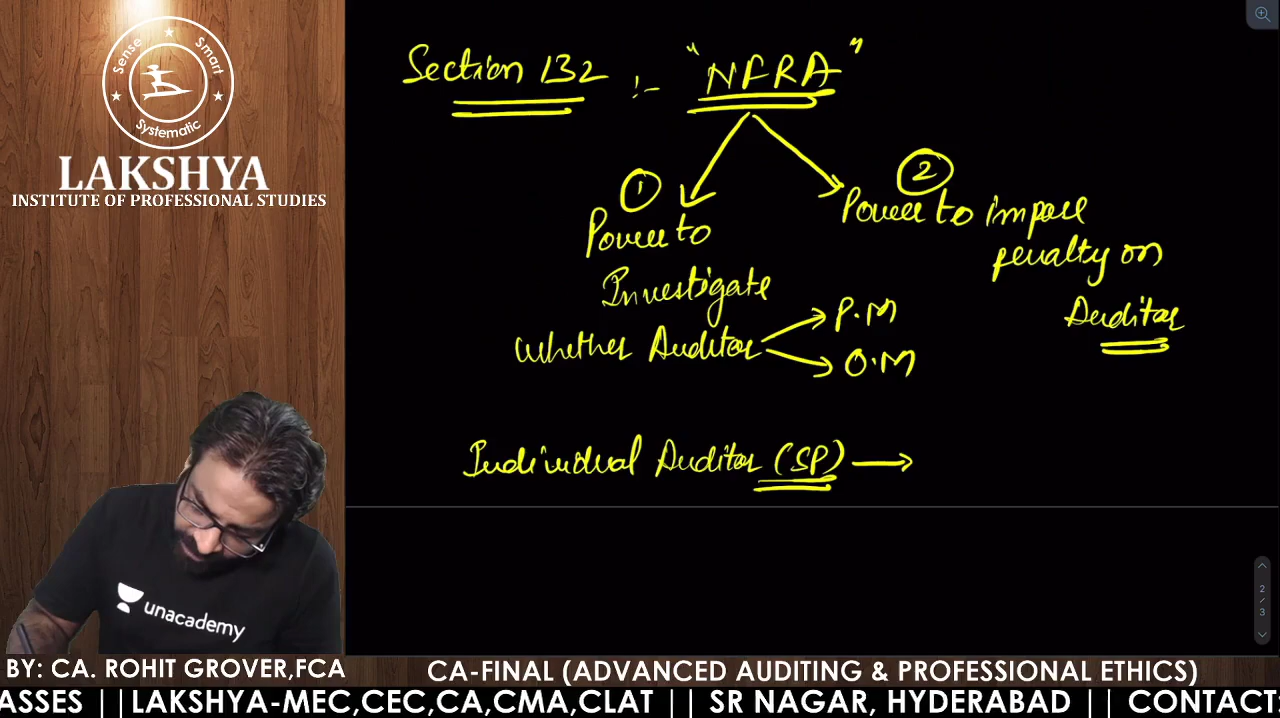 Sense
Smart
Systematic
LAKSHYA
INSTITUTE OF PROFESSIONAL STUDIES
Section 132 :- "NFRA"
1
Power to
Investigate
Whether Auditor
P.M
O.M
2
Power to impose
penalty on
Auditor
Individual Auditor (SP)
2
/
3
unacademy
BY: CA. ROHIT GROVER,FCA
CA-FINAL (ADVANCED AUDITING & PROFESSIONAL ETHICS)
ASSES ||LAKSHYA-MEC,CEC,CA,CMA,CLAT || SR NAGAR, HYDERABAD || CONTACT: